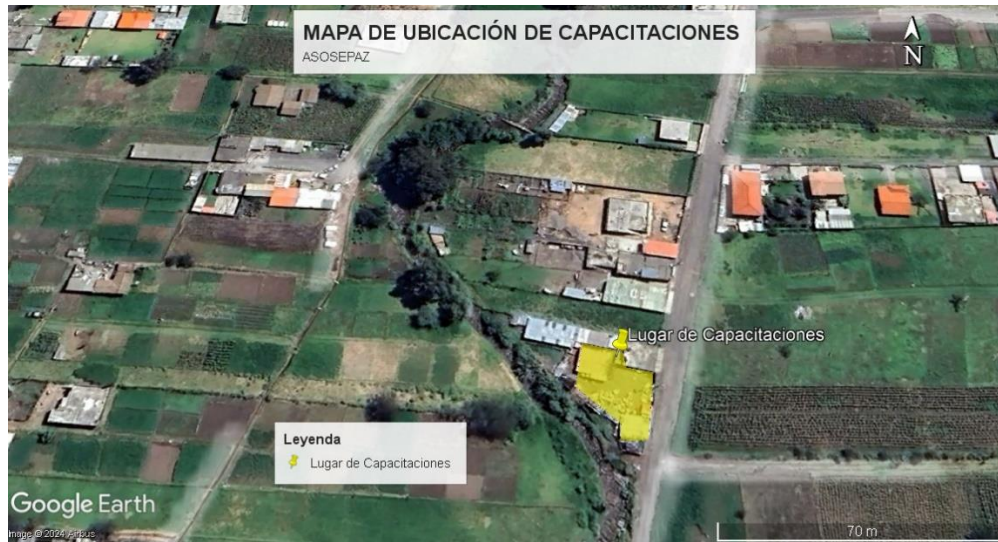 MAPA DE UBICACIÓN DE CAPACITACIONES
ASOSEPAZ
N
Lugar de Capacitaciones
Leyenda
Lugar de Capacitaciones
Google Earth
Image © 2024 Airbus
70 m